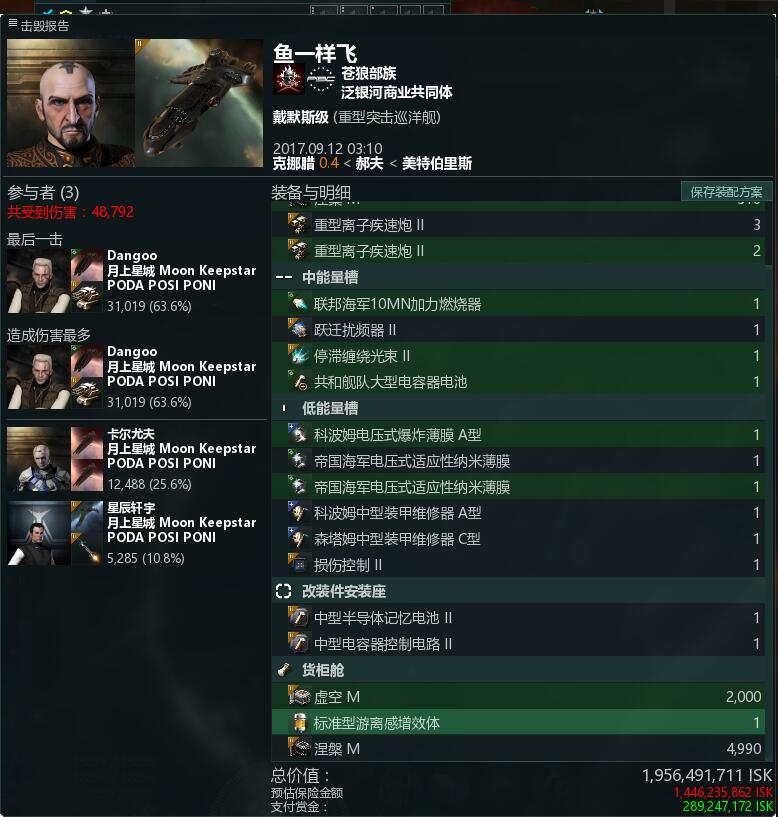 击毁报告
鱼一样飞
苍狼部族
泛银河商业共同体
戴默斯级 (重型突击巡洋舰)
2017.09.12 03:10
克挪腊 0.4 < 郝夫 < 美特伯里斯
参与者 (3)
共受到伤害：48,792
最后一击
Dangoo
月上星城 Moon Keepstar
PODA POSI PONI
31,019 (63.6%)
造成伤害最多
Dangoo
月上星城 Moon Keepstar
PODA POSI PONI
31,019 (63.6%)
卡尔尤夫
月上星城 Moon Keepstar
PODA POSI PONI
12,488 (25.6%)
星辰轩宇
月上星城 Moon Keepstar
PODA POSI PONI
5,285 (10.8%)
装备与明细
保存装配方案
重型离子疾速炮 II 3
重型离子疾速炮 II 2
中能量槽
联邦海军10MN加力燃烧器 1
跃迁扰频器 II 1
停滞缠绕光束 II 1
共和舰队大型电容器电池 1
低能量槽
科波姆电压式爆炸薄膜 A型 1
帝国海军电压式适应性纳米薄膜 1
帝国海军电压式适应性纳米薄膜 1
科波姆中型装甲维修器 A型 1
森塔姆中型装甲维修器 C型 1
损伤控制 II 1
改装件安装座
中型半导体记忆电池 II 1
中型电容器控制电路 II 1
货柜舱
虚空 M 2,000
标准型游离感增效体 1
涅槃 M 4,990
总价值： 1,956,491,711 ISK
预估保险金额 1,446,235,862 ISK
支付赏金： 289,247,172 ISK